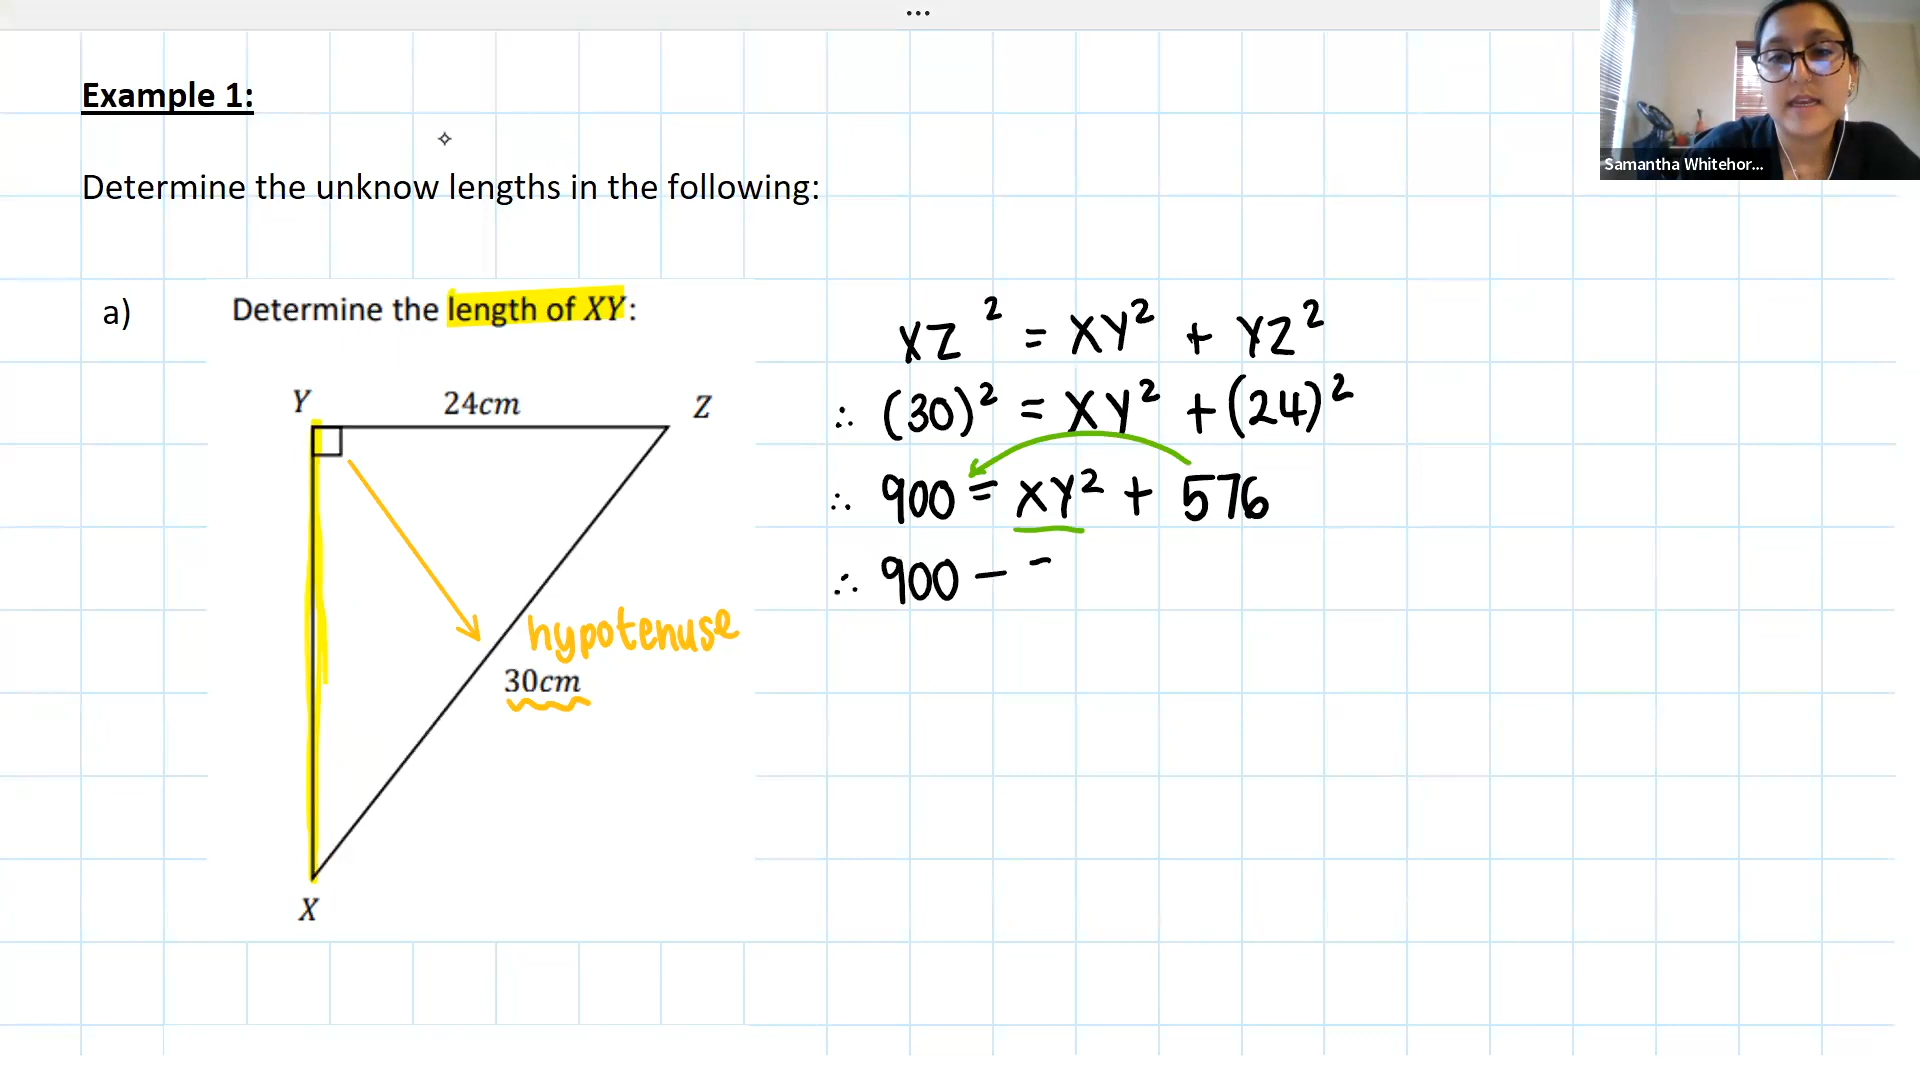 Example 1:
Samantha Whitehor...
Determine the unknow lengths in the following:
a)
Determine the length of XY:
XZ² = XY² + YZ²
Y
24cm
Z
∴ (30)² = XY² + (24)²
∴ 900 = XY² + 576
∴ 900 –
hypotenuse
30cm
X